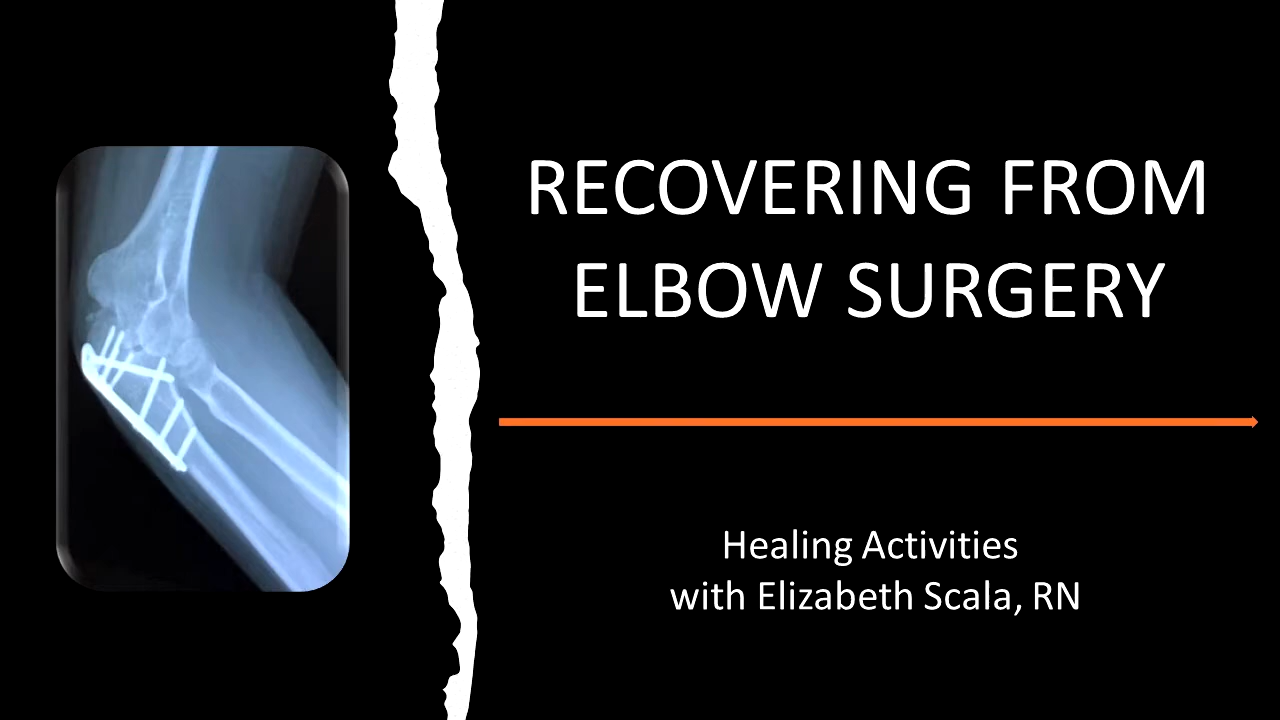 RECOVERING FROM
ELBOW SURGERY
Healing Activities
with Elizabeth Scala, RN